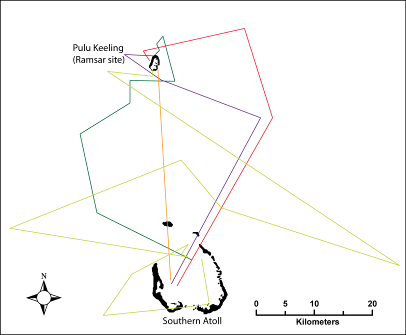 Pulu Keeling
(Ramsar site)
N
0 5 10 20
Kilometers
Southern Atoll